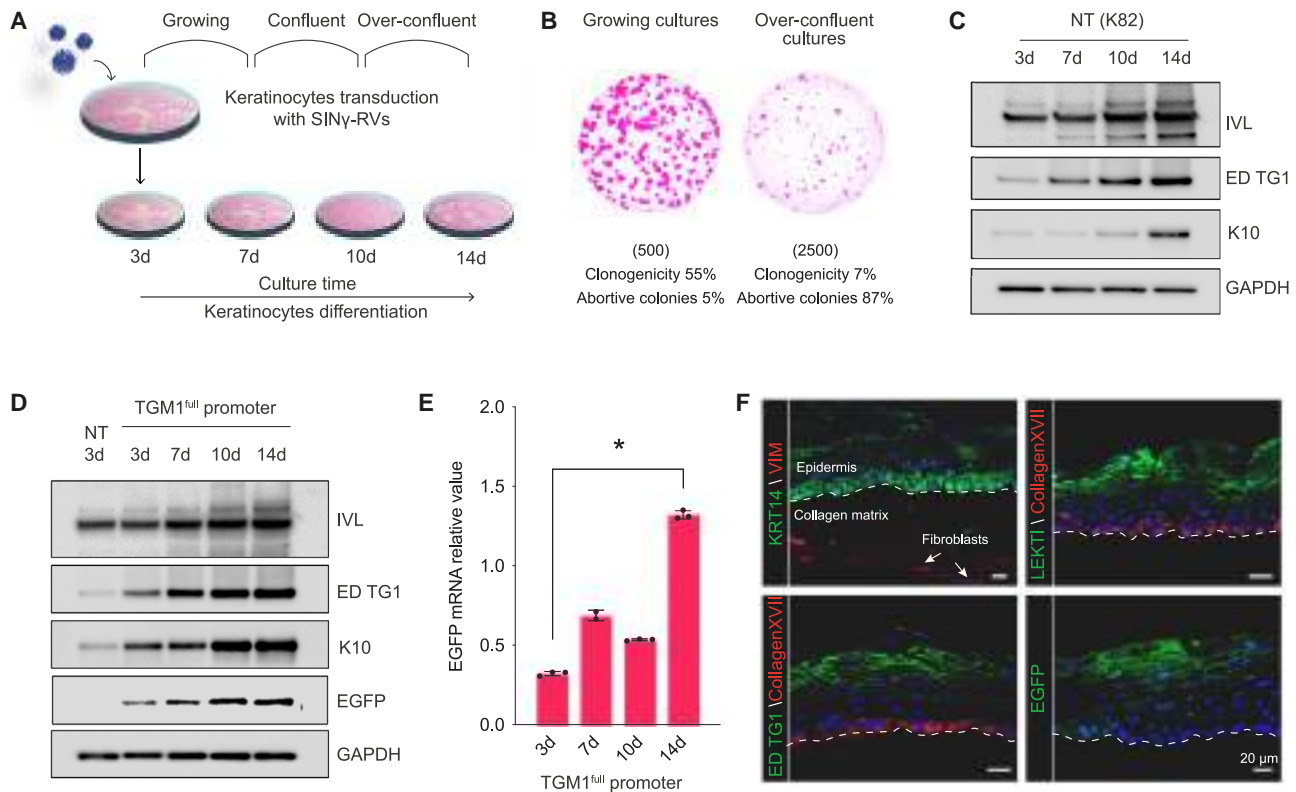 A
Growing
Confluent
Over-confluent
Keratinocytes transduction
with SINγ-RVs
3d
7d
10d
14d
Culture time
Keratinocytes differentiation
B
Growing cultures
Over-confluent
cultures
(500)
(2500)
Clonogenicity 55%
Clonogenicity 7%
Abortive colonies 5%
Abortive colonies 87%
C
NT (K82)
3d
7d
10d
14d
IVL
ED TG1
K10
GAPDH
D
TGM1full promoter
NT
3d
3d
7d
10d
14d
IVL
ED TG1
K10
EGFP
GAPDH
E
EGFP mRNA relative value
2.0
1.5
1.0
0.5
0.0
*
3d
7d
10d
14d
TGM1full promoter
F
KRT14 \ VIM
Epidermis
Collagen matrix
Fibroblasts
LEKTI \ CollagenXVII
ED TG1 \CollagenXVII
EGFP
20 μm